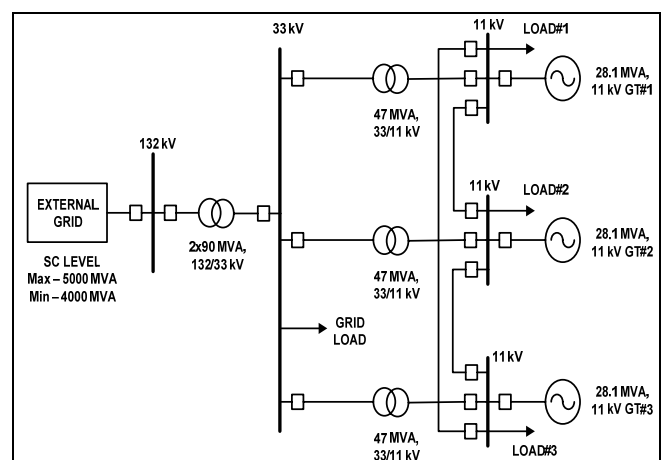 33 kV
11 kV
LOAD#1
28.1 MVA,
11 kV GT#1
47 MVA,
33/11 kV
132 kV
EXTERNAL
GRID
SC LEVEL
Max – 5000 MVA
Min – 4000 MVA
2x90 MVA,
132/33 kV
11 kV
LOAD#2
28.1 MVA,
11 kV GT#2
47 MVA,
33/11 kV
GRID
LOAD
11 kV
28.1 MVA,
11 kV GT#3
47 MVA,
33/11 kV
LOAD#3